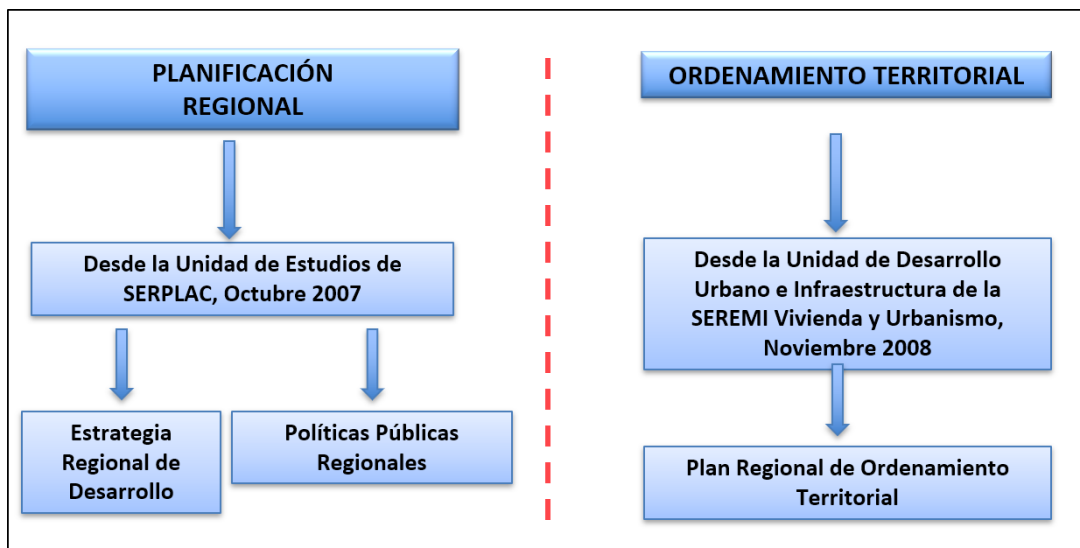 PLANIFICACIÓN
REGIONAL
Desde la Unidad de Estudios de
SERPLAC, Octubre 2007
Estrategia
Regional de
Desarrollo
Políticas Públicas
Regionales
ORDENAMIENTO TERRITORIAL
Desde la Unidad de Desarrollo
Urbano e Infraestructura de la
SEREMI Vivienda y Urbanismo,
Noviembre 2008
Plan Regional de Ordenamiento
Territorial